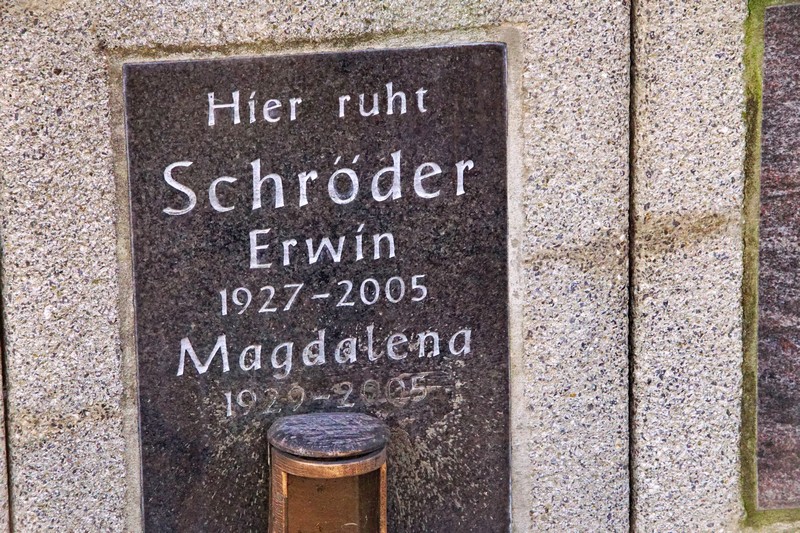 Hier ruht
Schröder
Erwin
1927-2005
Magdalena
1929-2005